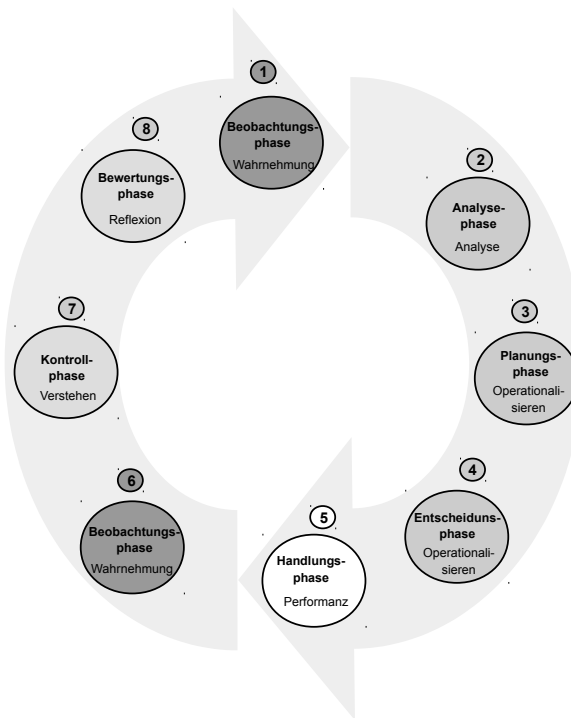 1
Beobachtungs-
phase
Wahrnehmung
2
Analyse-
phase
Analyse
3
Planungs-
phase
Operationali-
sieren
4
Entscheiduns-
phase
Operationali-
sieren
5
Handlungs-
phase
Performanz
6
Beobachtungs-
phase
Wahrnehmung
7
Kontroll-
phase
Verstehen
8
Bewertungs-
phase
Reflexion